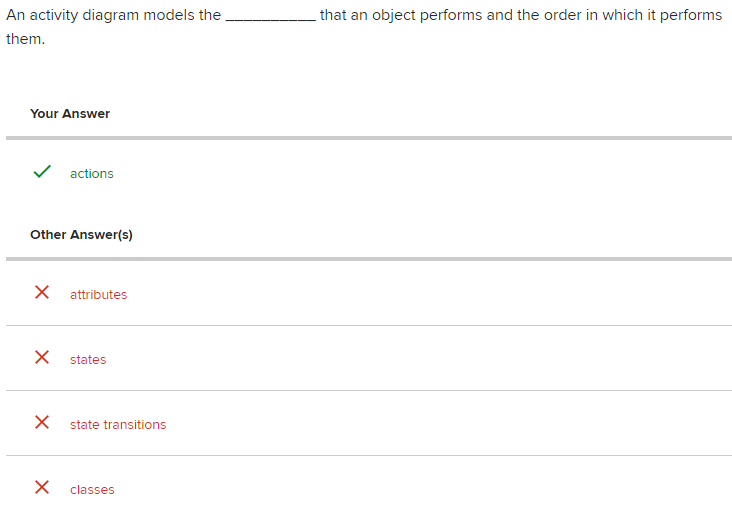 An activity diagram models the __________ that an object performs and the order in which it performs
them.
Your Answer
actions
Other Answer(s)
attributes
states
state transitions
classes